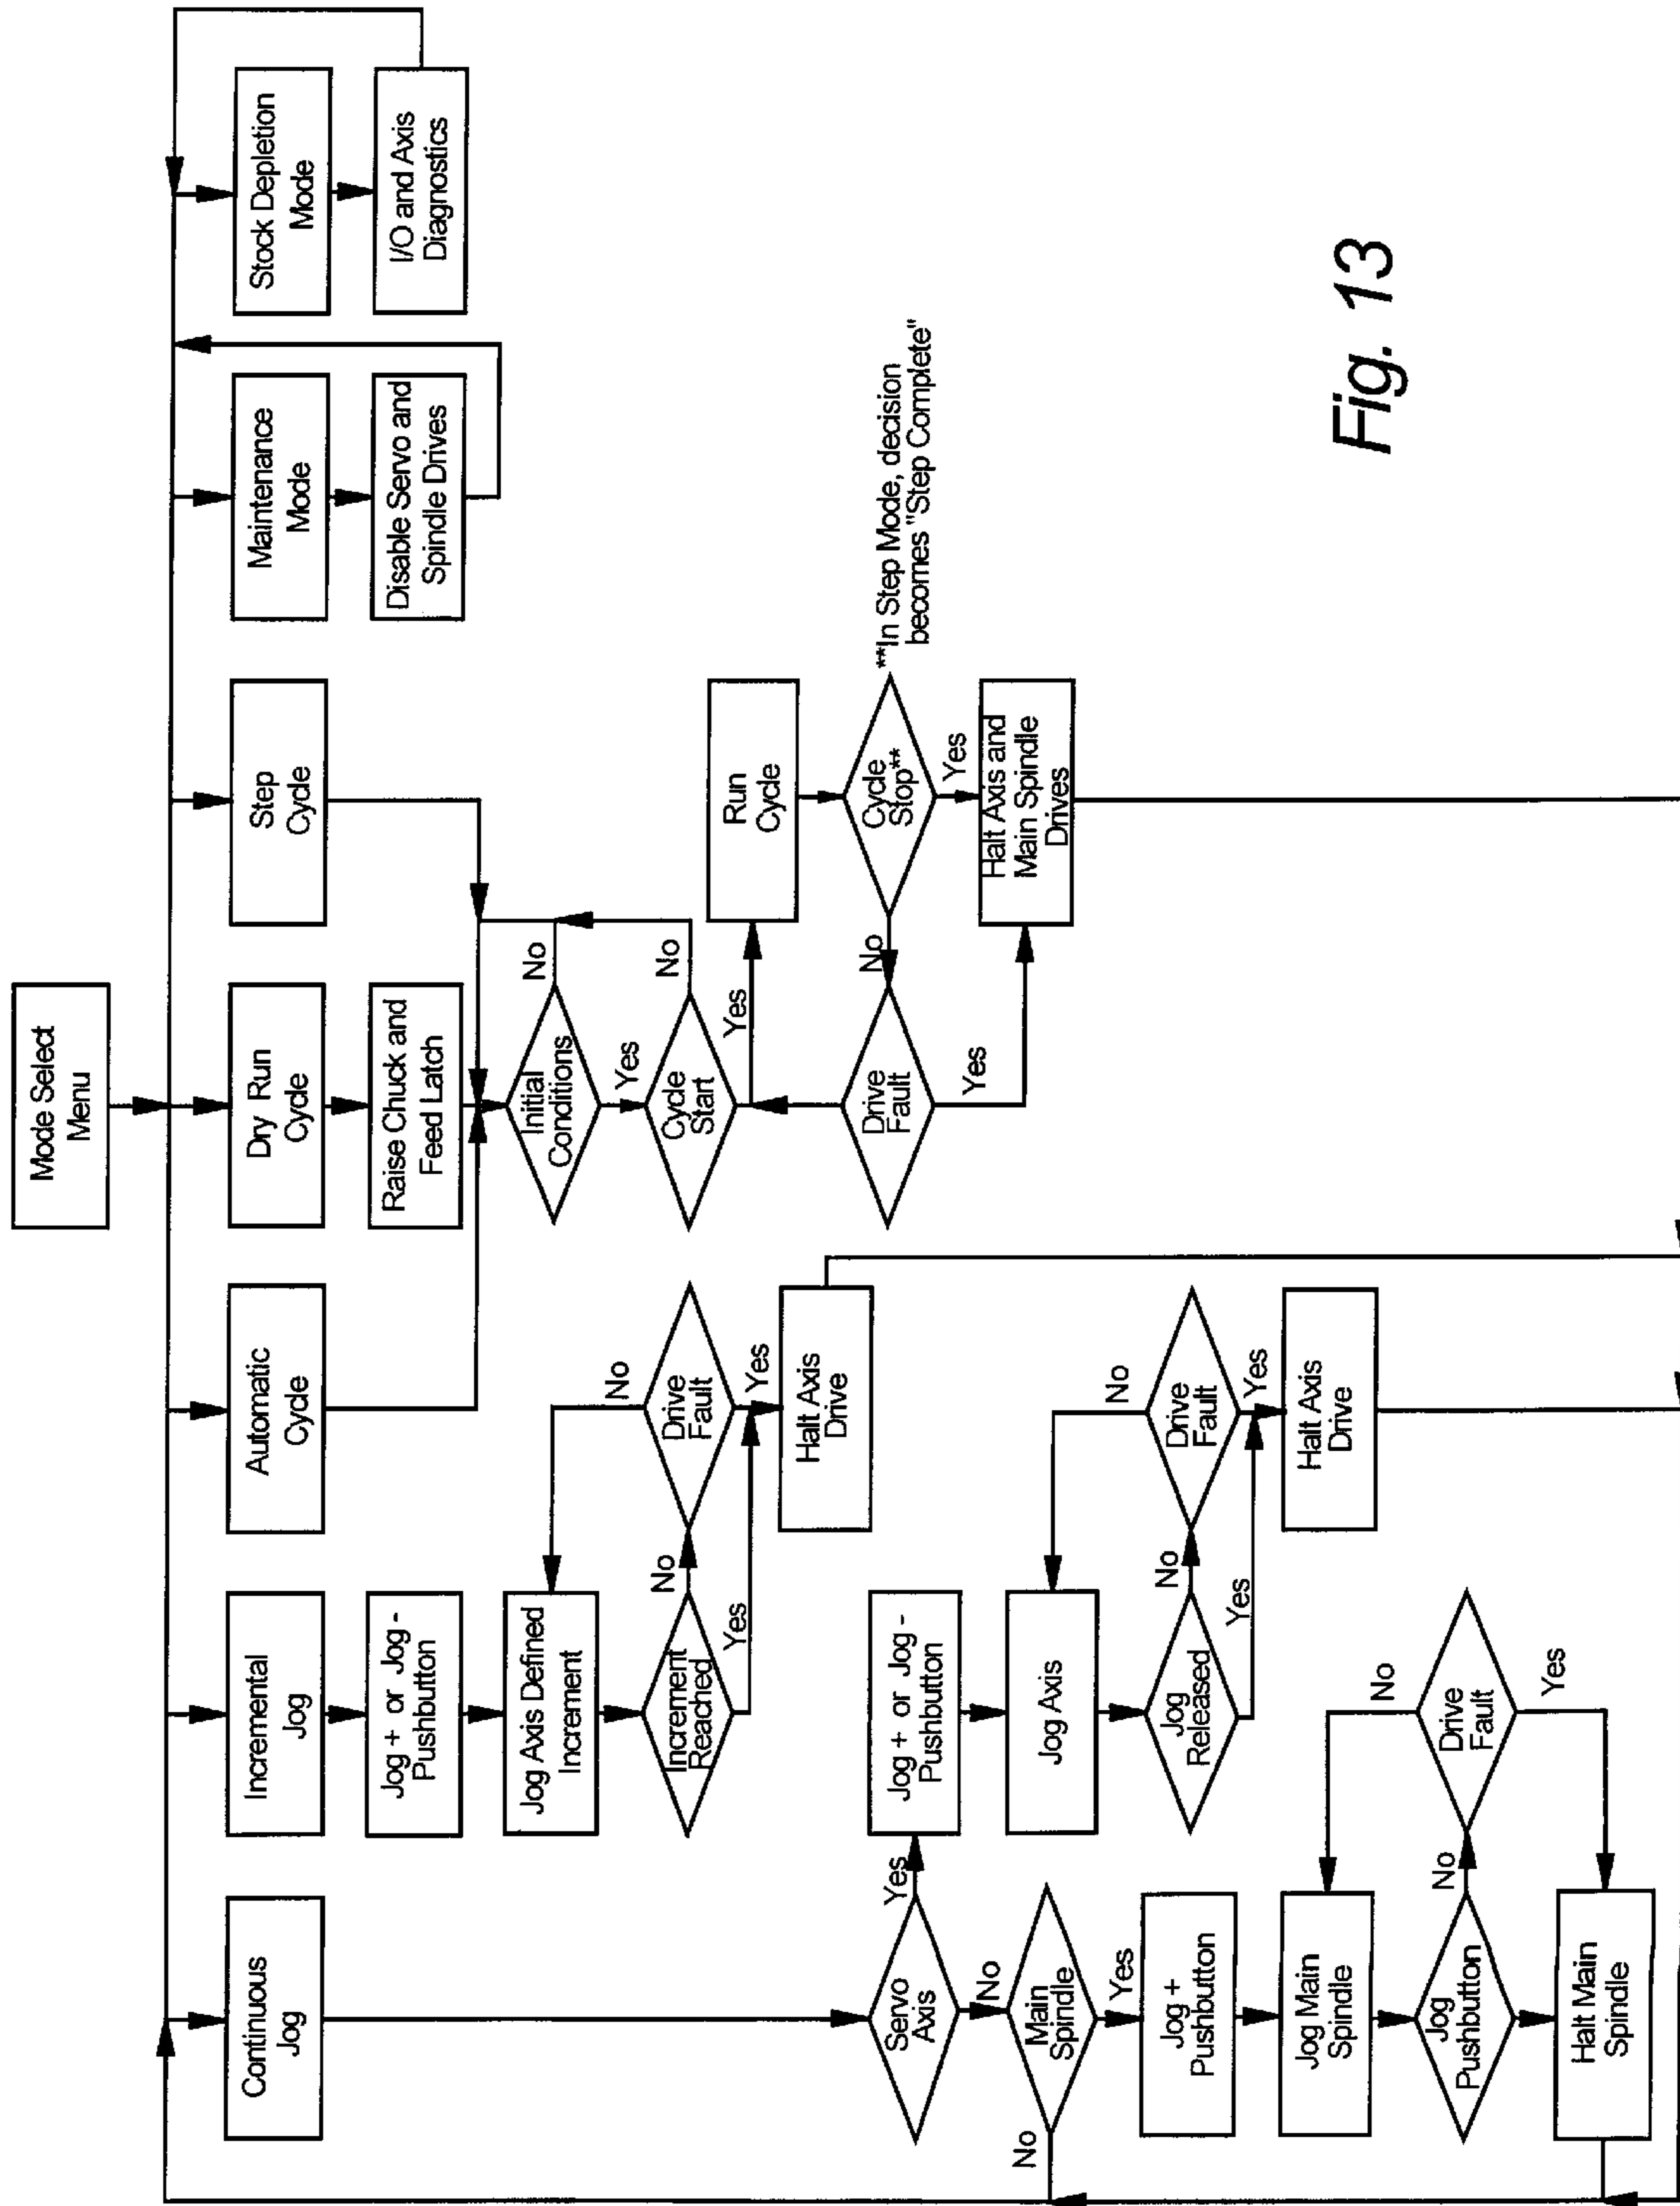 Mode Select
Menu
Continuous
Jog
Incremental
Jog
Automatic
Cycle
Dry Run
Cycle
Step
Cycle
Maintenance
Mode
Stock Depletion
Mode
Jog + or Jog -
Pushbutton
Raise Chuck and
Feed Latch
Disable Servo and
Spindle Drives
I/O and Axis
Diagnostics
Jog Axis Defined
Increment
No
Initial
Conditions
No
Yes
Increment
Reached
No
Drive
Fault
Cycle
Start
No
Yes
Yes
Yes
Run
Cycle
Halt Axis
Drive
Drive
Fault
No
Cycle
Stop**
**In Step Mode, decision
becomes "Step Complete"
Yes
Yes
Halt Axis and
Main Spindle
Drives
Servo
Axis
Yes
Jog + or Jog -
Pushbutton
No
Main
Spindle
No
Yes
Jog Axis
No
Jog +
Pushbutton
Jog
Released
No
Drive
Fault
Yes
Yes
Jog Main
Spindle
Halt Axis
Drive
No
Jog
Pushbutton
No
Drive
Fault
Yes
Halt Main
Spindle
Fig. 13